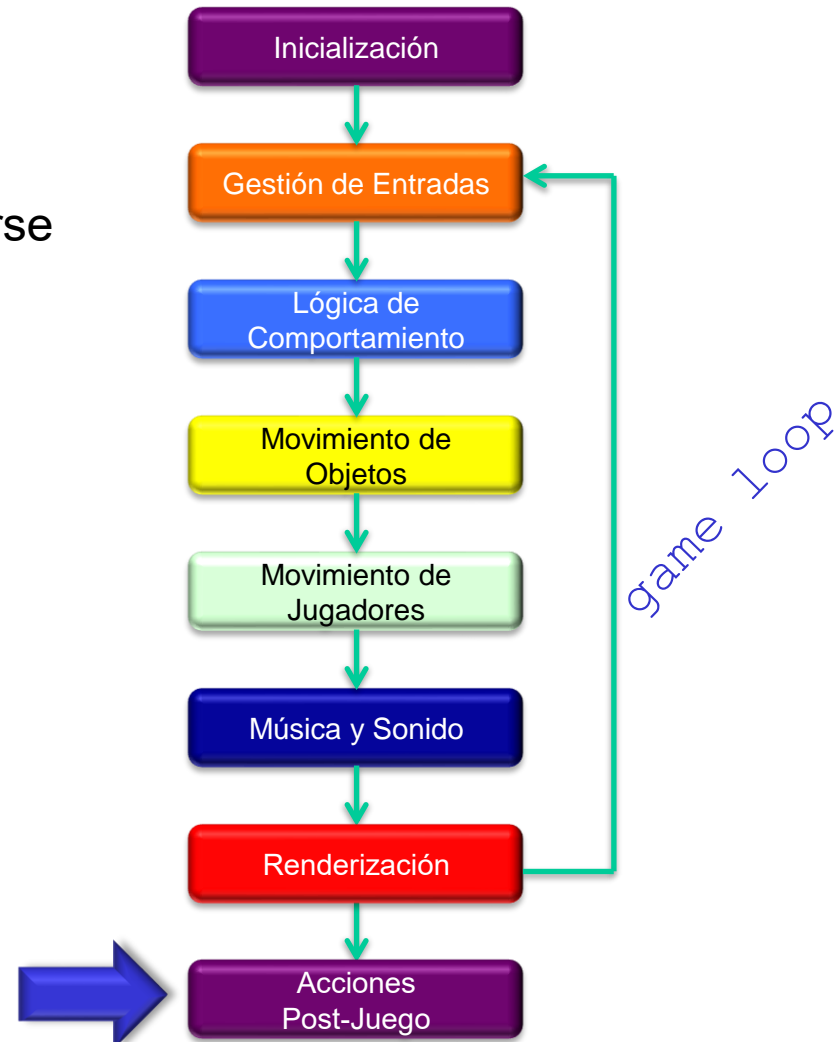 Inicialización
Gestión de Entradas
rse
Lógica de
Comportamiento
Movimiento de
Objetos
game loop
Movimiento de
Jugadores
Música y Sonido
Renderización
Acciones
Post-Juego